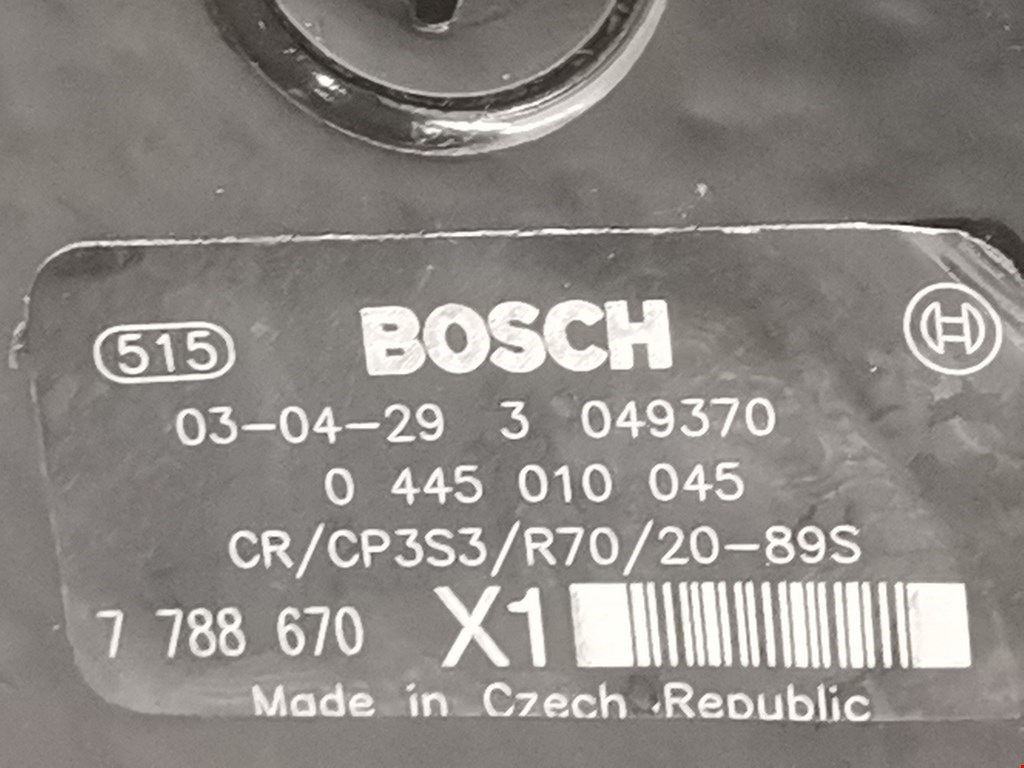 515 BOSCH
03-04-29 3 049370
0 445 010 045
CR/CP3S3/R70/20-89S
7 788 670 X1
Made in Czech Republic